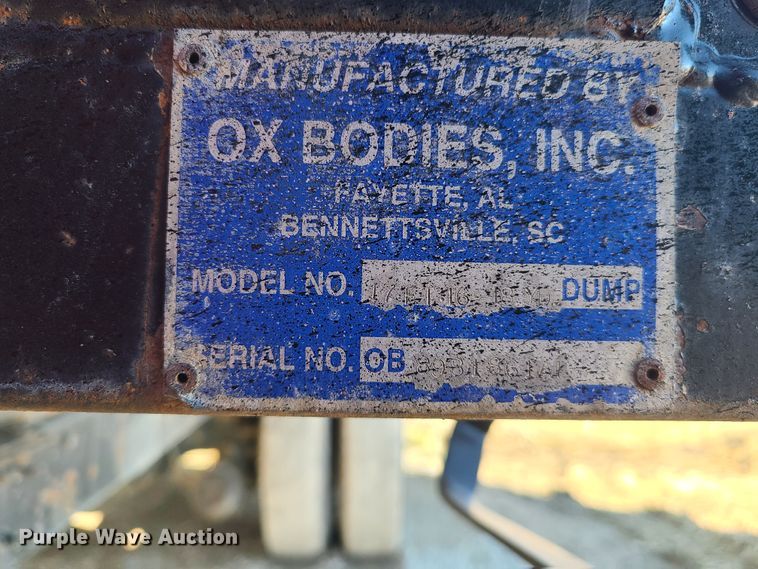 MANUFACTURED BY
OX BODIES, INC.
FAYETTE, AL
BENNETTSVILLE, SC
MODEL NO. DUMP
SERIAL NO. OB
Purple Wave Auction